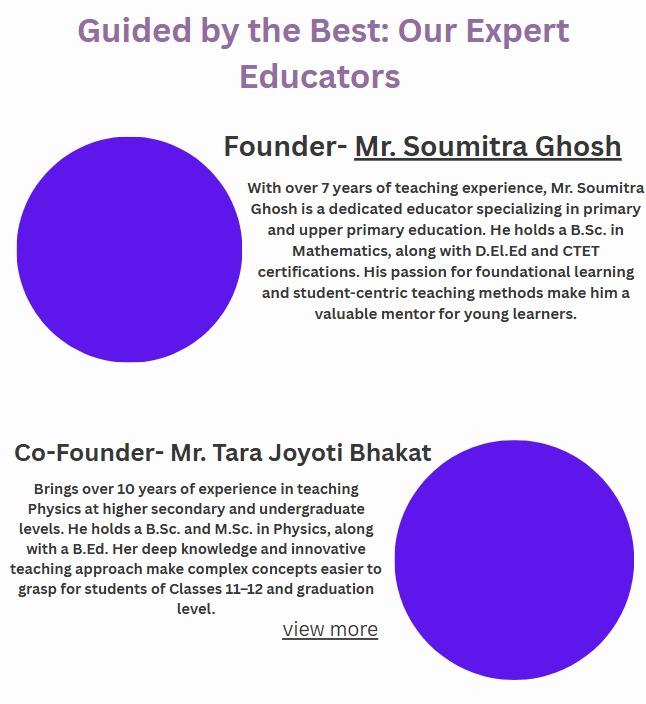 Guided by the Best: Our Expert
Educators
Founder- Mr. Soumitra Ghosh
With over 7 years of teaching experience, Mr. Soumitra
Ghosh is a dedicated educator specializing in primary
and upper primary education. He holds a B.Sc. in
Mathematics, along with D.El.Ed and CTET
certifications. His passion for foundational learning
and student-centric teaching methods make him a
valuable mentor for young learners.
Co-Founder- Mr. Tara Joyoti Bhakat
Brings over 10 years of experience in teaching
Physics at higher secondary and undergraduate
levels. He holds a B.Sc. and M.Sc. in Physics, along
with a B.Ed. Her deep knowledge and innovative
teaching approach make complex concepts easier to
grasp for students of Classes 11–12 and graduation
level.
view more